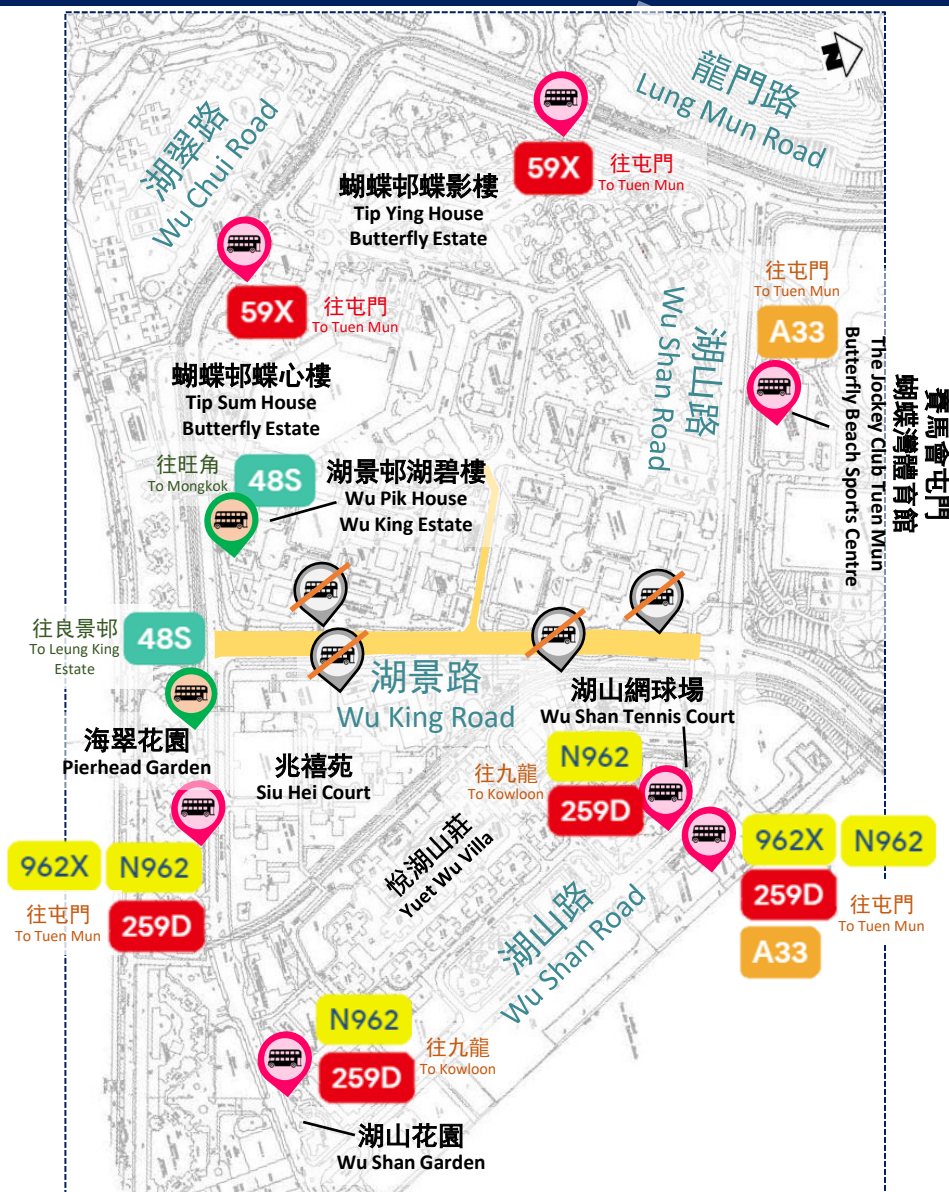 N
龍門路
Lung Mun Road
湖翠路
Wu Chui Road
59X
往屯門
To Tuen Mun
蝴蝶邨蝶影樓
Tip Ying House
Butterfly Estate
59X
往屯門
To Tuen Mun
往屯門
To Tuen Mun
A33
賽馬會屯門
蝴蝶灣體育館
The Jockey Club Tuen Mun
Butterfly Beach Sports Centre
湖山路
Wu Shan Road
蝴蝶邨蝶心樓
Tip Sum House
Butterfly Estate
往旺角
To Mongkok
48S
湖景邨湖碧樓
Wu Pik House
Wu King Estate
往良景邨
To Leung King
Estate
48S
湖景路
Wu King Road
湖山網球場
Wu Shan Tennis Court
海翠花園
Pierhead Garden
兆禧苑
Siu Hei Court
往九龍
To Kowloon
N962
259D
962X
N962
259D
往屯門
To Tuen Mun
A33
962X
N962
往屯門
To Tuen Mun
259D
悅湖山莊
Yuet Wu Villa
湖山路
Wu Shan Road
N962
259D
往九龍
To Kowloon
湖山花園
Wu Shan Garden